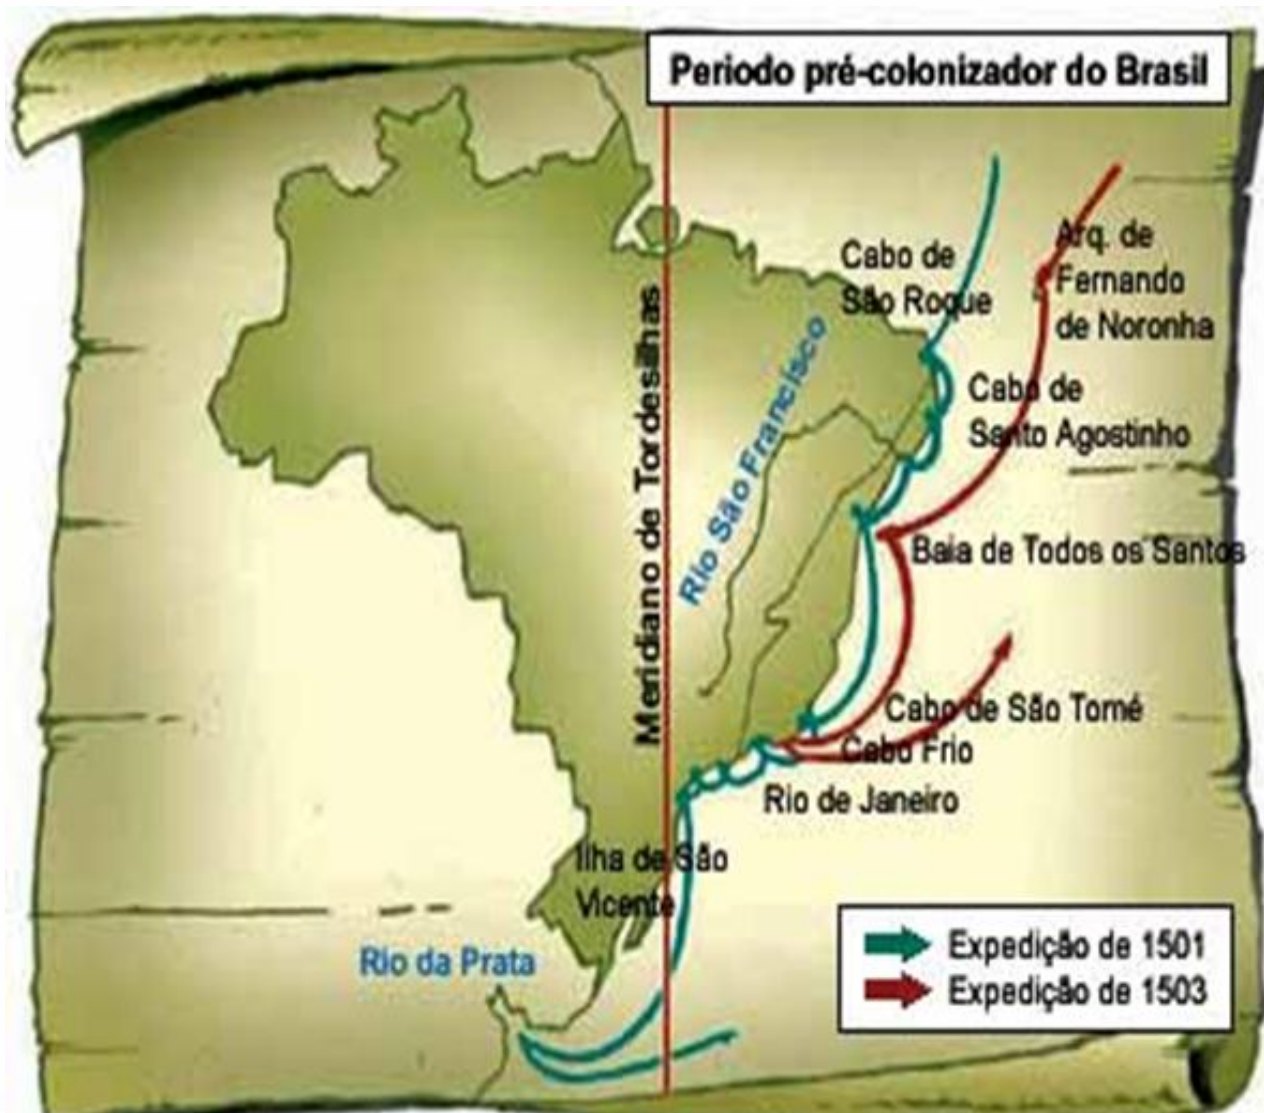 Periodo pré-colonizador do Brasil
Cabo de
São Roque
Arq. de
Fernando
de Noronha
Meridiano de Tordesilhas
Rio São Francisco
Cabo de
Santo Agostinho
Baia de Todos os Santos
Cabo de São Tomé
Cabo Frio
Rio de Janeiro
Ilha de São
Vicente
Rio da Prata
Expedição de 1501
Expedição de 1503